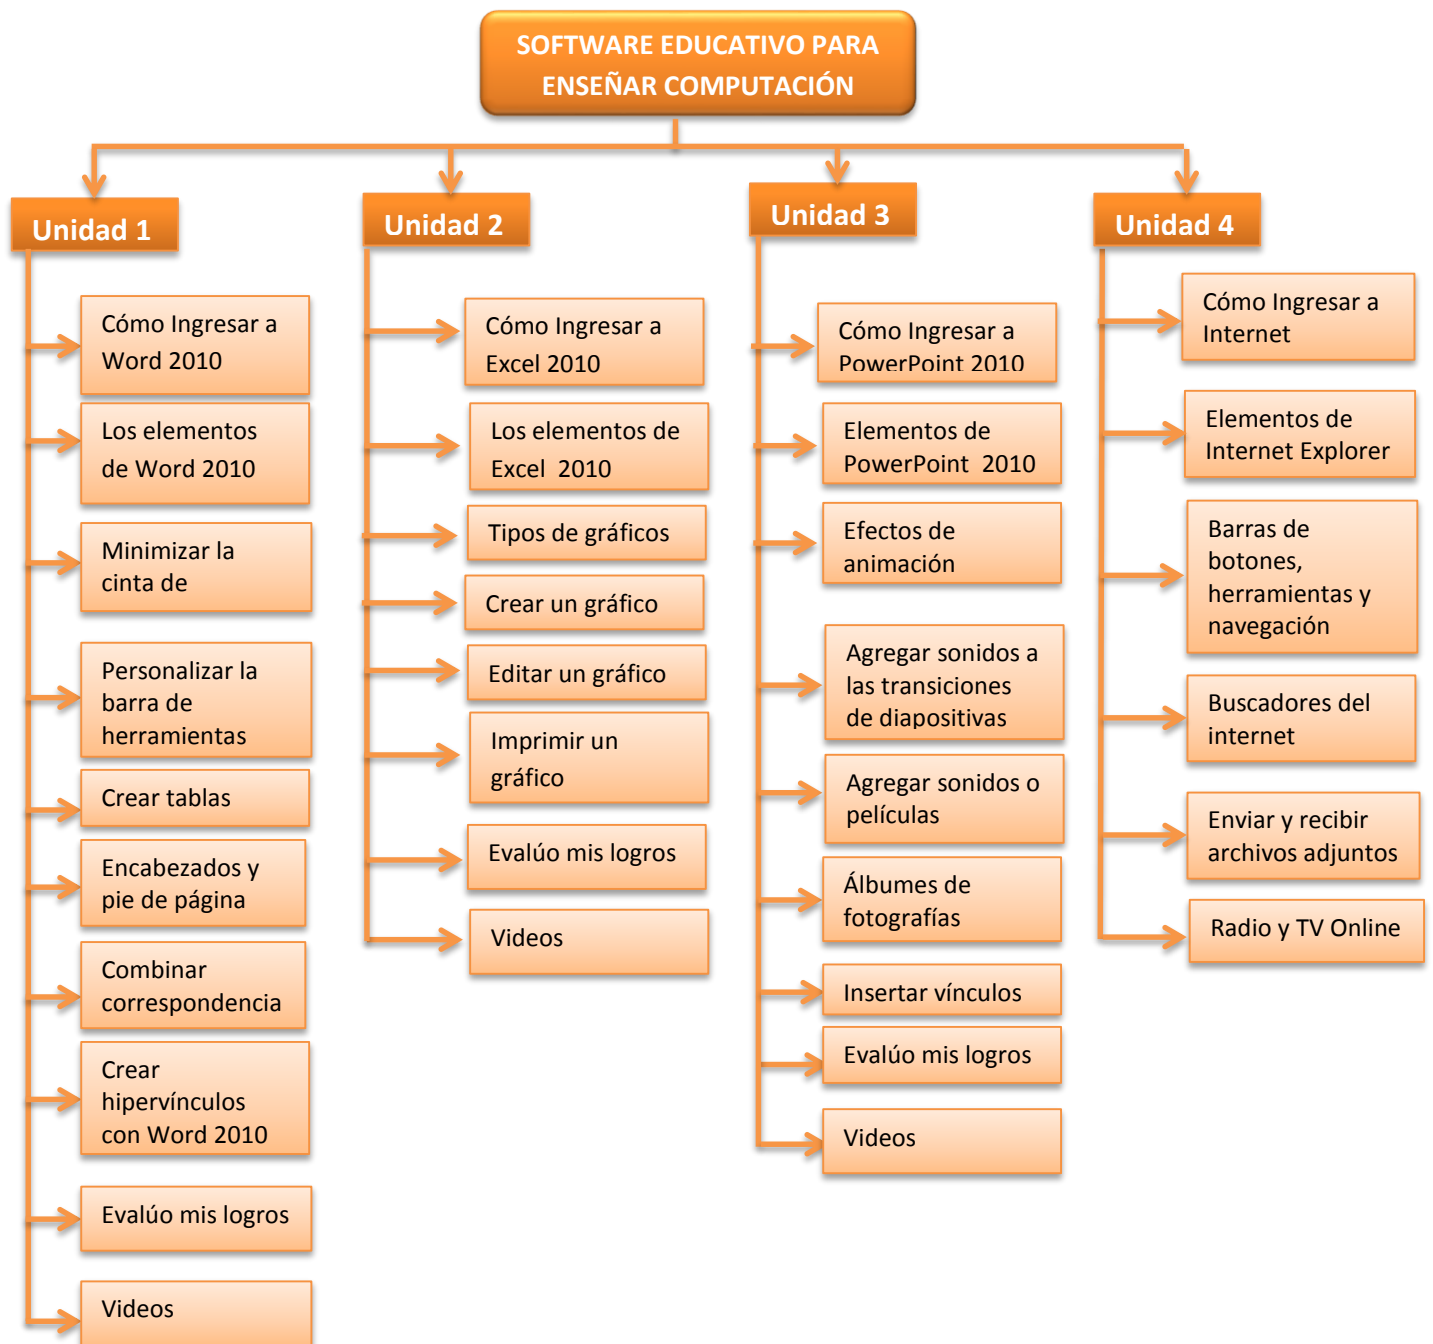 SOFTWARE EDUCATIVO PARA
ENSEÑAR COMPUTACIÓN
Unidad 1
Cómo Ingresar a
Word 2010
Los elementos
de Word 2010
Minimizar la
cinta de
Personalizar la
barra de
herramientas
Crear tablas
Encabezados y
pie de página
Combinar
correspondencia
Crear
hipervínculos
con Word 2010
Evalúo mis logros
Videos
Unidad 2
Cómo Ingresar a
Excel 2010
Los elementos de
Excel  2010
Tipos de gráficos
Crear un gráfico
Editar un gráfico
Imprimir un
gráfico
Evalúo mis logros
Videos
Unidad 3
Cómo Ingresar a
PowerPoint 2010
Elementos de
PowerPoint  2010
Efectos de
animación
Agregar sonidos a
las transiciones
de diapositivas
Agregar sonidos o
películas
Álbumes de
fotografías
Insertar vínculos
Evalúo mis logros
Videos
Unidad 4
Cómo Ingresar a
Internet
Elementos de
Internet Explorer
Barras de
botones,
herramientas y
navegación
Buscadores del
internet
Enviar y recibir
archivos adjuntos
Radio y TV Online